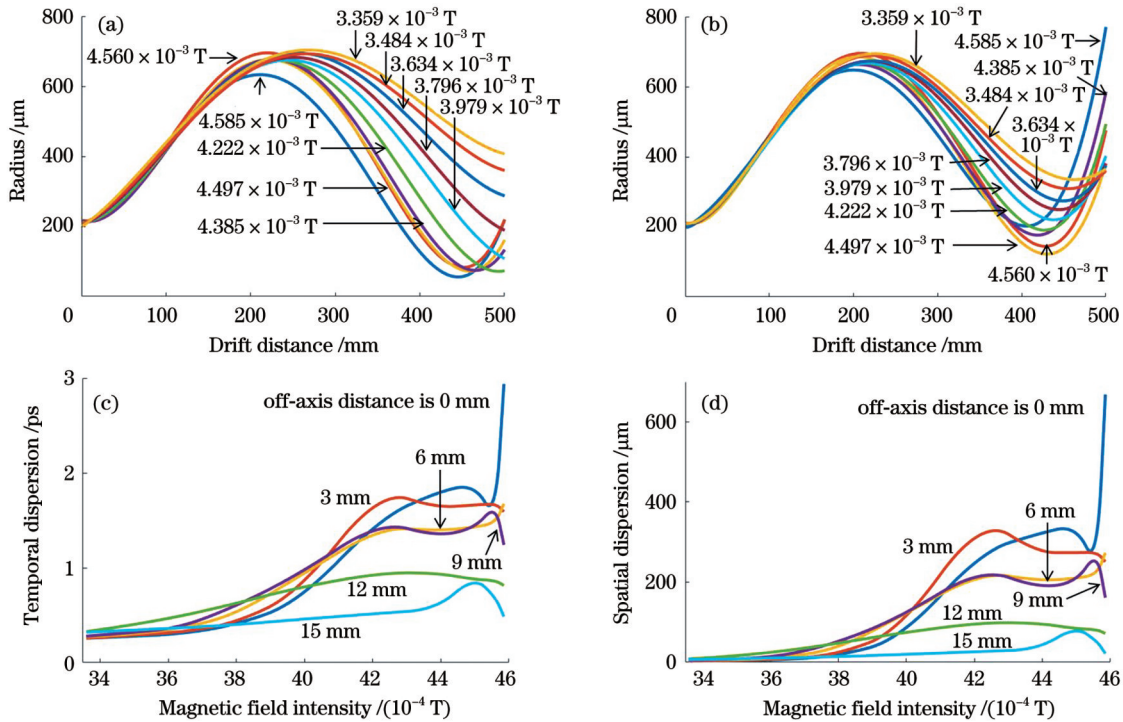 (a)
800
600
400
200
Radius /μm
3.359 × 10⁻³ T
3.484 × 10⁻³ T
3.634 × 10⁻³ T
3.796 × 10⁻³ T
3.979 × 10⁻³ T
4.560 × 10⁻³ T
4.585 × 10⁻³ T
4.222 × 10⁻³ T
4.497 × 10⁻³ T
4.385 × 10⁻³ T
0 100 200 300 400 500
Drift distance /mm
(b)
800
600
400
200
Radius /μm
3.359 × 10⁻³ T
4.585 × 10⁻³ T
4.385 × 10⁻³ T
3.484 × 10⁻³ T
3.634 ×
10⁻³ T
3.796 × 10⁻³ T
3.979 × 10⁻³ T
4.222 × 10⁻³ T
4.497 × 10⁻³ T
4.560 × 10⁻³ T
0 100 200 300 400 500
Drift distance /mm
(c)
3
2
1
0
Temporal dispersion /ps
off-axis distance is 0 mm
6 mm
3 mm
9 mm
12 mm
15 mm
34 36 38 40 42 44 46
Magnetic field intensity /(10⁻⁴ T)
(d)
600
400
200
0
Spatial dispersion /μm
off-axis distance is 0 mm
6 mm
3 mm
9 mm
12 mm
15 mm
34 36 38 40 42 44 46
Magnetic field intensity /(10⁻⁴ T)